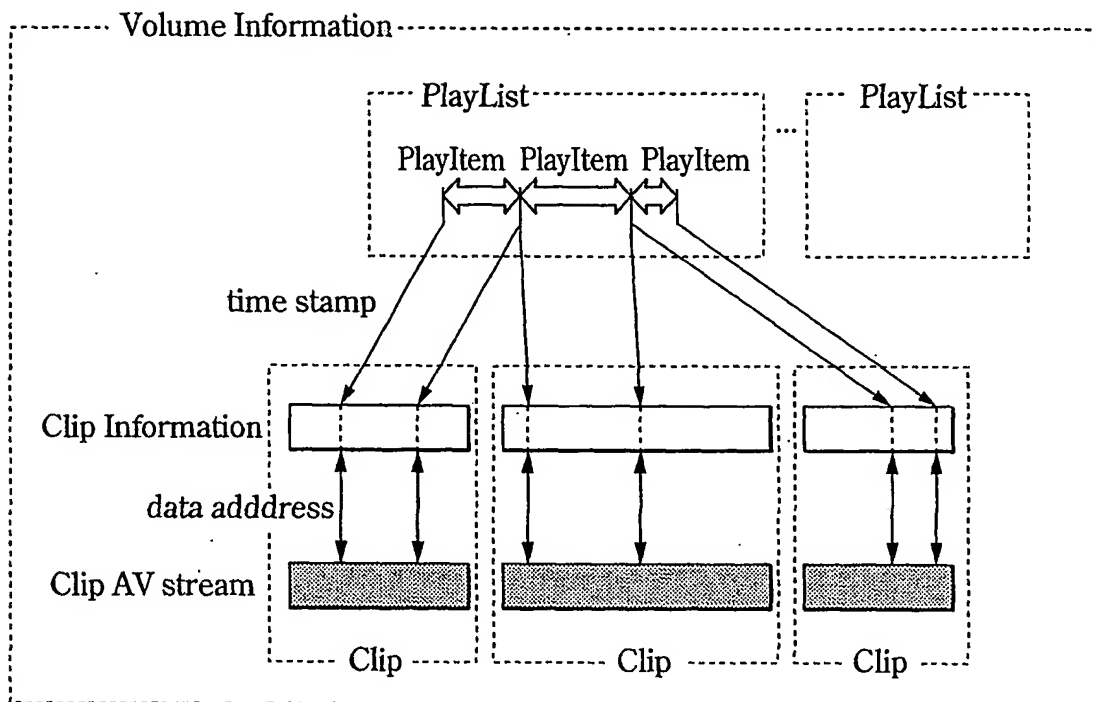 Volume Information
PlayList
PlayList
...
PlayItem PlayItem PlayItem
time stamp
Clip Information
data adddress
Clip AV stream
Clip
Clip
Clip